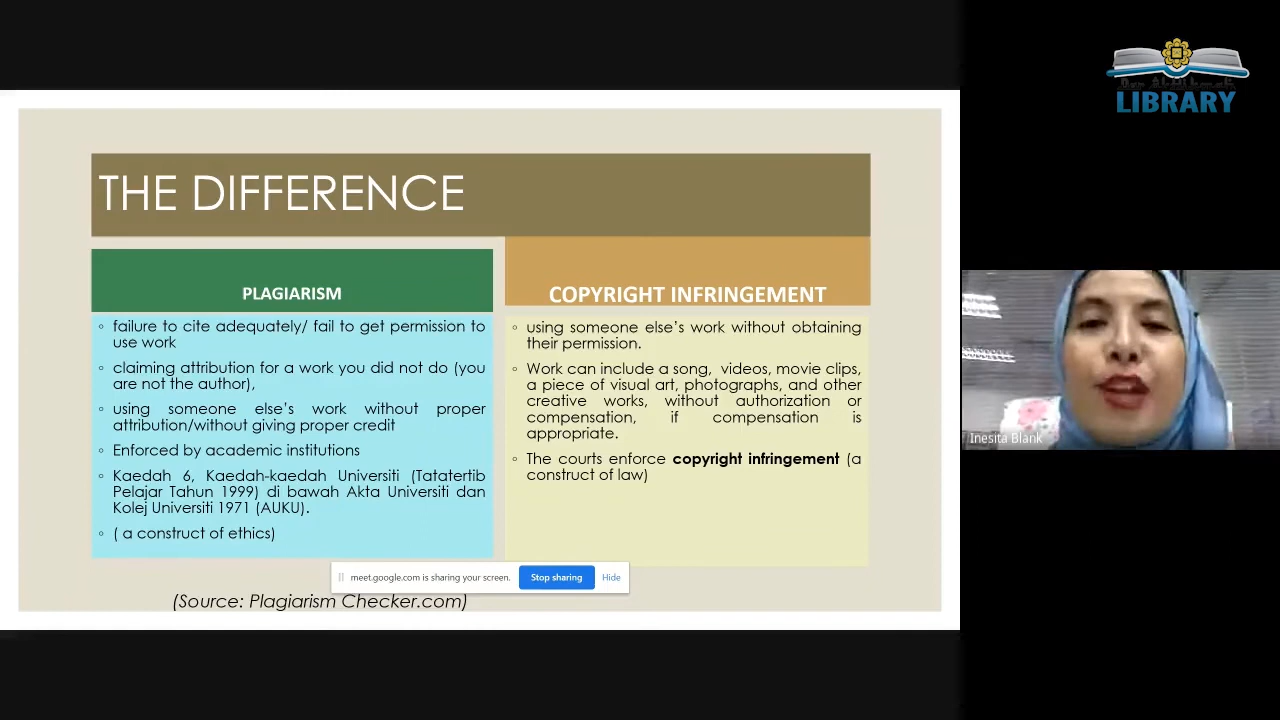 LIBRARY
THE DIFFERENCE
PLAGIARISM
◦ failure to cite adequately/ fail to get permission to
use work
◦ claiming attribution for a work you did not do (you
are not the author),
◦ using someone else’s work without proper
attribution/without giving proper credit
◦ Enforced by academic institutions
◦ Kaedah 6, Kaedah-kaedah Universiti (Tatatertib
Pelajar Tahun 1999) di bawah Akta Universiti dan
Kolej Universiti 1971 (AUKU).
◦ ( a construct of ethics)
COPYRIGHT INFRINGEMENT
◦ using someone else’s work without obtaining
their permission.
◦ Work can include a song, videos, movie clips,
a piece of visual art, photographs, and other
creative works, without authorization or
compensation, if compensation is
appropriate.
◦ The courts enforce copyright infringement (a
construct of law)
meet.google.com is sharing your screen.
Stop sharing
Hide
(Source: Plagiarism Checker.com)
Inesita Blank